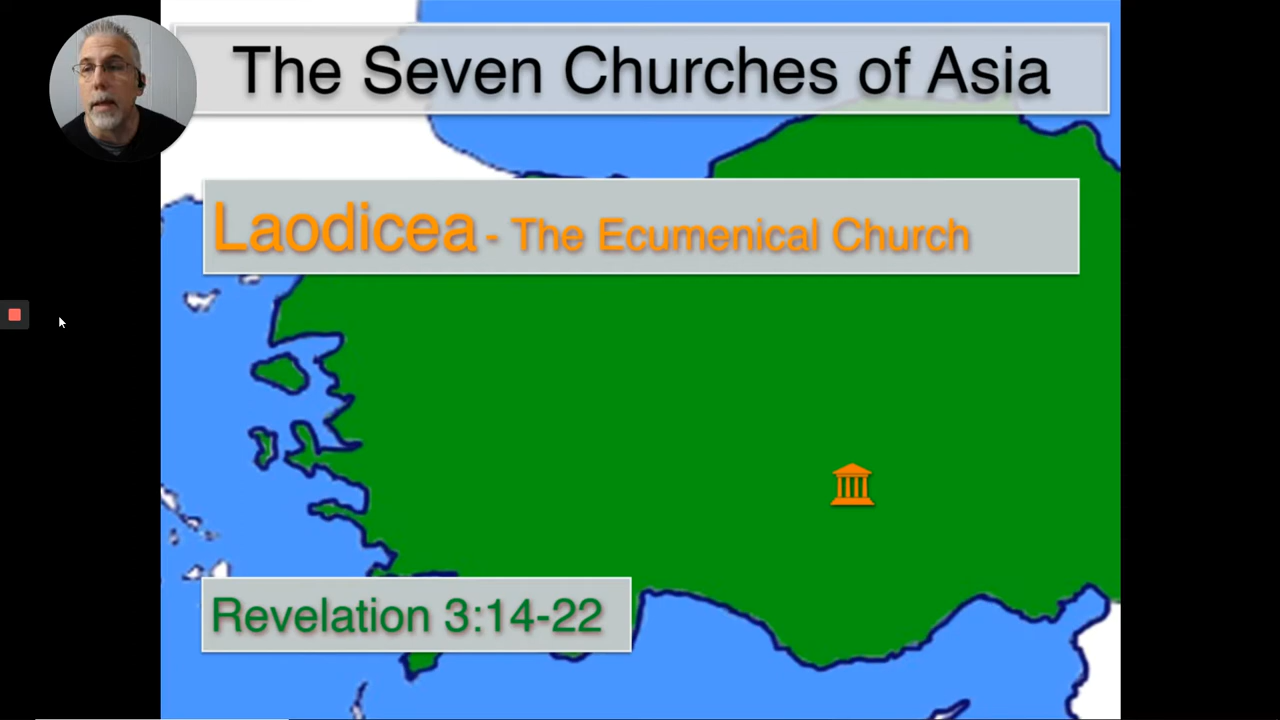 The Seven Churches of Asia
Laodicea - The Ecumenical Church
Revelation 3:14-22